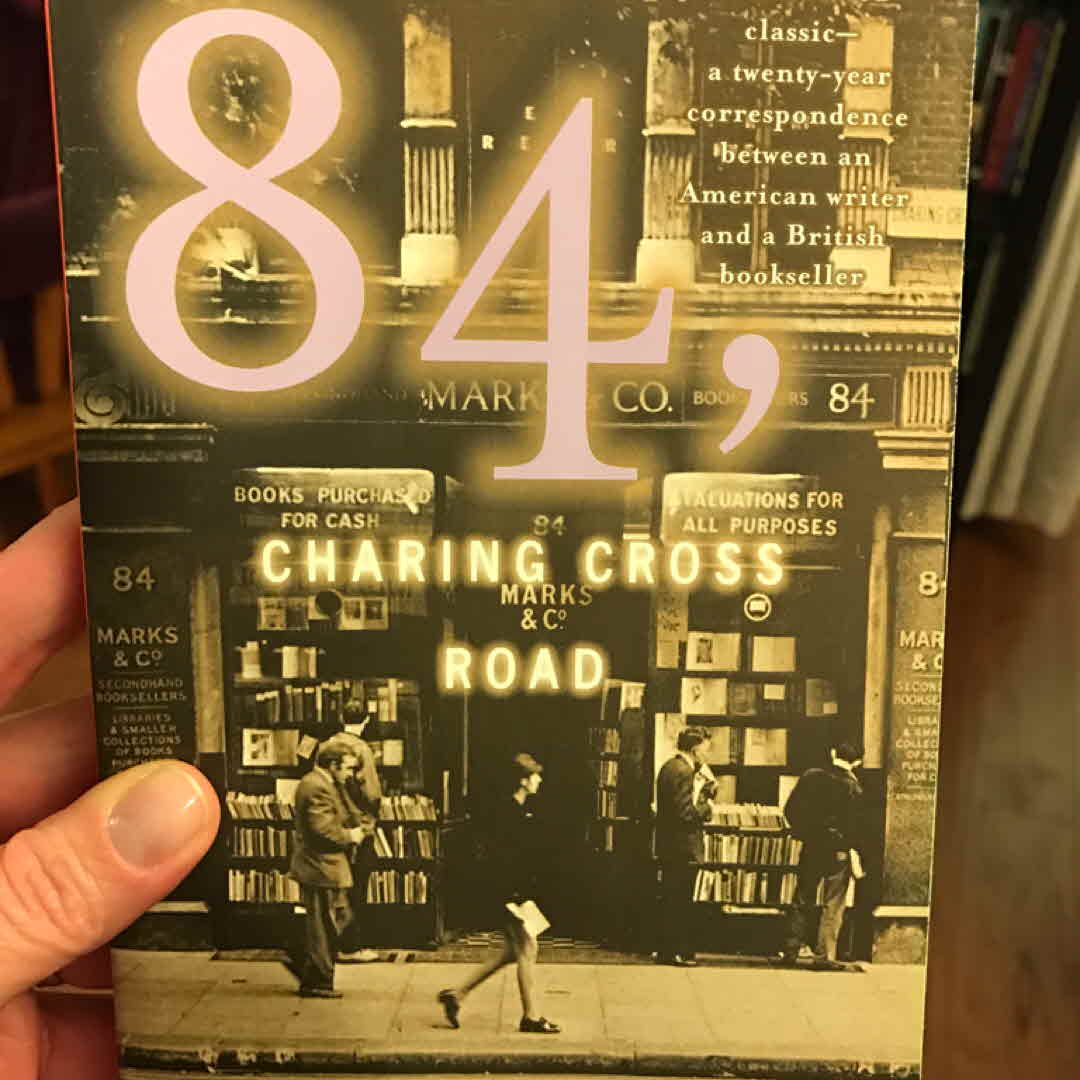 classic—
a twenty-year
correspondence
between an
American writer
and a British
bookseller
84,
MARKS CO. 84
BOOKS PURCHASED
FOR CASH
VALUATIONS FOR
ALL PURPOSES
84
CHARING CROSS
ROAD
MARKS
& Cº
84
MARKS
& Cº
SECONDHAND
BOOKSELLERS
LIBRARIES
& SMALLER
COLLECTIONS
OF BOOKS
8
MAR
& C